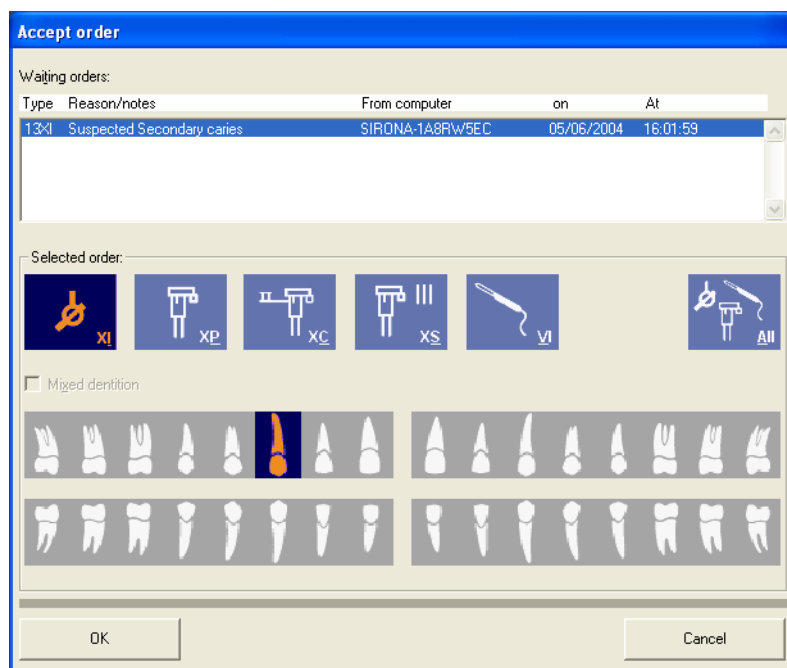 Accept order
Waiting orders:
Type Reason/notes From computer on At
13XI Suspected Secondary caries SIRONA-1A8RW5EC 05/06/2004 16:01:59
Selected order:
XI XP XC XS VI All
Mixed dentition
OK Cancel